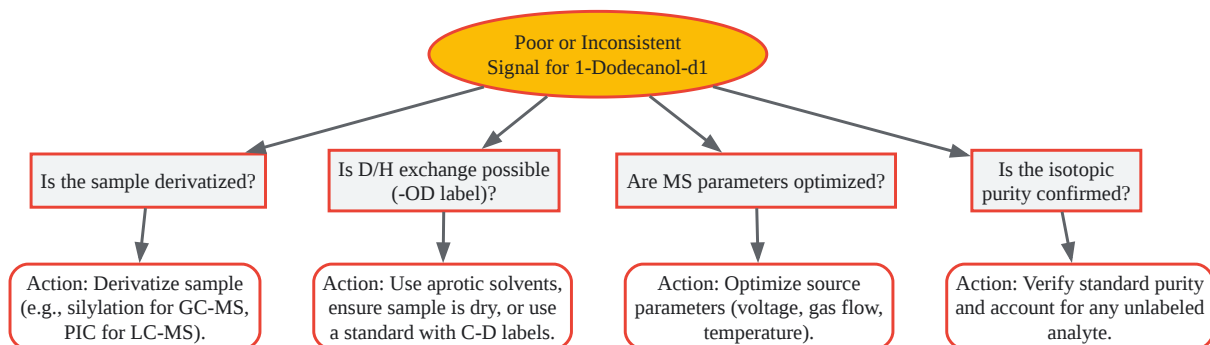 Poor or Inconsistent
Signal for 1-Dodecanol-d1
Is the sample derivatized?
Is D/H exchange possible
(-OD label)?
Are MS parameters optimized?
Is the isotopic
purity confirmed?
Action: Derivatize sample
(e.g., silylation for GC-MS,
PIC for LC-MS).
Action: Use aprotic solvents,
ensure sample is dry, or use
a standard with C-D labels.
Action: Optimize source
parameters (voltage, gas flow,
temperature).
Action: Verify standard purity
and account for any unlabeled
analyte.